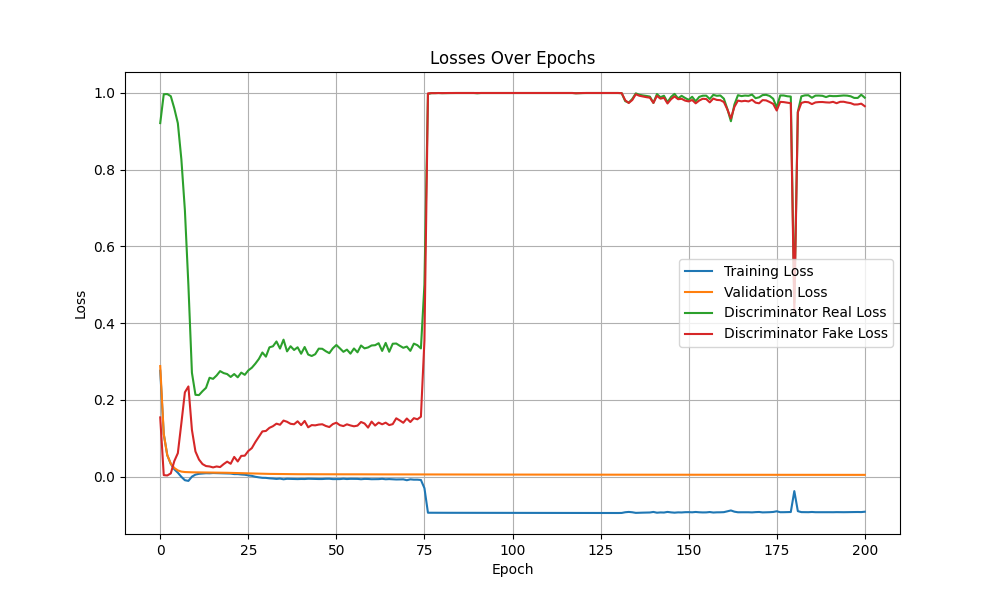 Losses Over Epochs
Loss
1.0
0.8
0.6
0.4
0.2
0.0
Training Loss
Validation Loss
Discriminator Real Loss
Discriminator Fake Loss
0 25 50 75 100 125 150 175 200
Epoch